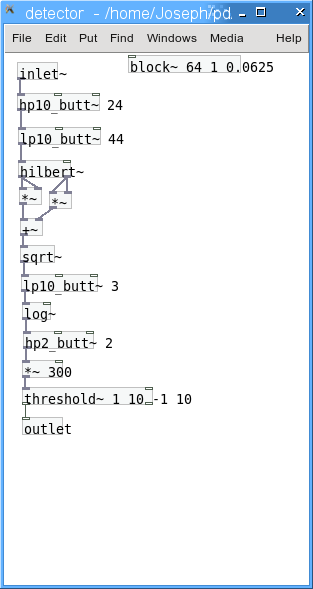 detector - /home/Joseph/pd.
File Edit Put Find Windows Media Help
block~ 64 1 0.0625
inlet~
hp10_butt~ 24
lp10_butt~ 44
hilbert~
*~ *~
+~
sqrt~
lp10_butt~ 3
log~
hp2_butt~ 2
*~ 300
threshold~ 1 10 -1 10
outlet